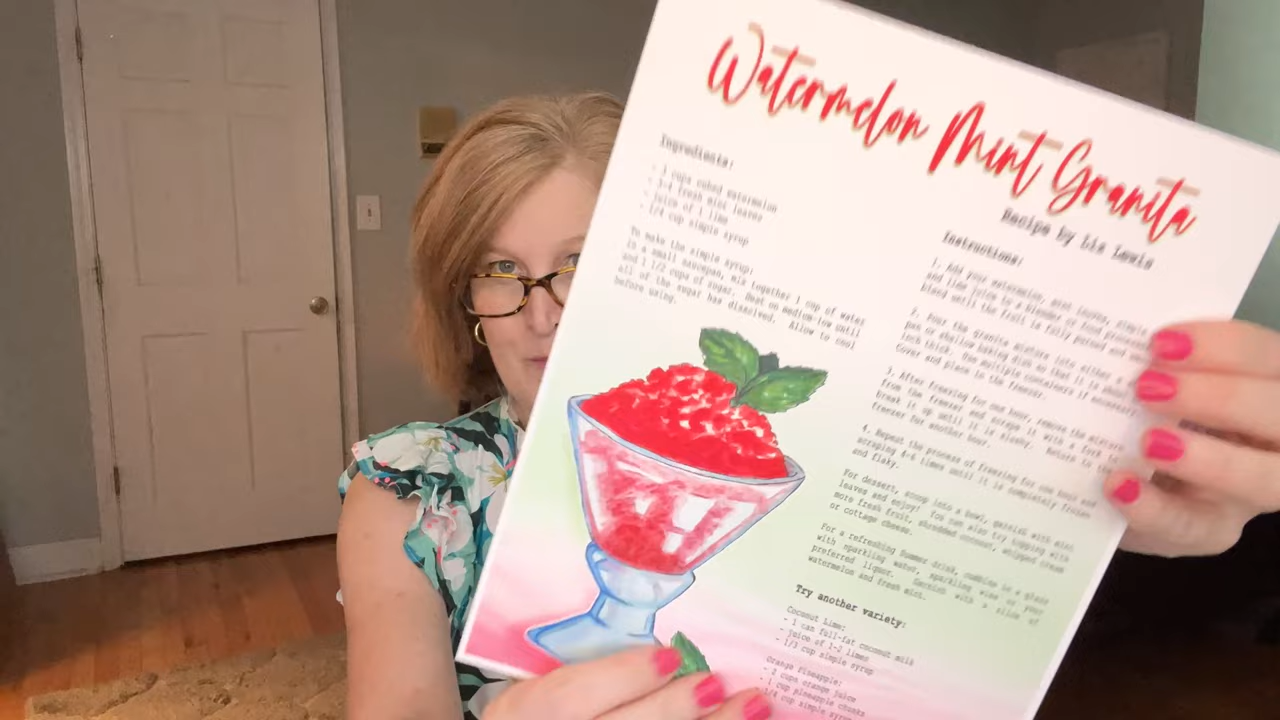 Watermelon Mint Granita
Recipe by Liz Lewis
Ingredients:
- 3 cups cubed watermelon
- 3-4 fresh mint leaves
- juice of 1 lime
- 1/4 cup simple syrup
To make the simple syrup:
In a small saucepan, mix together 1 cup of water
and 1 1/2 cups of sugar. Heat on medium-low until
all of the sugar has dissolved. Allow to cool
before using.
Instructions:
1. Add your watermelon, mint leaves, simple
and lime juice to a blender or food processor
blend until the fruit is fully pureed and
2. Pour the granita mixture into either a
pan or shallow baking dish so that it is about
inch thick. Use multiple containers if necessary
Cover and place in the freezer.
3. After freezing for one hour, remove the mixture
from the freezer and scrape it with a fork to
break it up until it is slushy. Return to the
freezer for another hour.
4. Repeat the process of freezing for one hour and
scraping 4-6 times until it is completely frozen
and flaky.
For dessert, scoop into a bowl, garnish with mint
leaves and enjoy! You can also try topping with
more fresh fruit, shredded coconut, whipped cream
or cottage cheese.
For a refreshing Summer drink, combine in a glass
with sparkling water, sparkling wine or your
preferred liquor. Garnish with a slice of
watermelon and fresh mint.
Try another variety:
Coconut Lime:
- 1 can full-fat coconut milk
- juice of 1-2 limes
- 1/3 cup simple syrup
Orange Pineapple:
- 2 cups orange juice
- 1 cup pineapple chunks
- 1/4 cup simple syrup